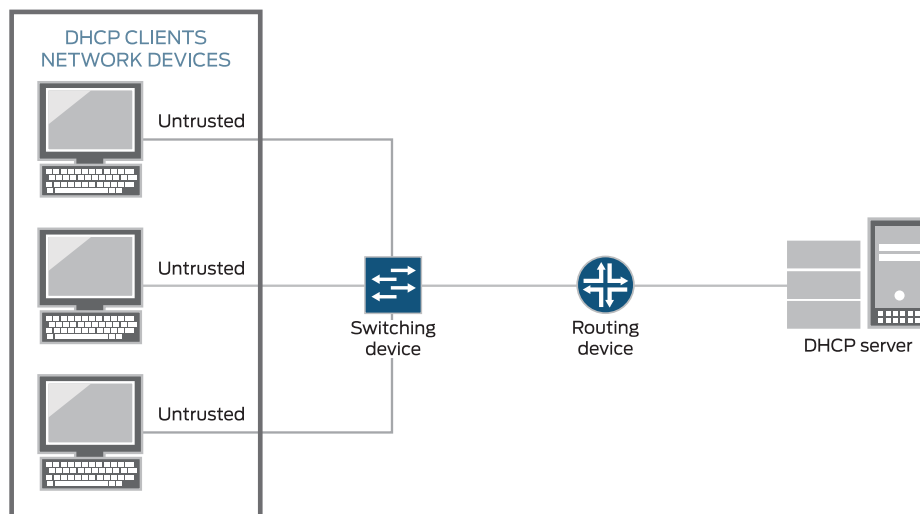 DHCP CLIENTS
NETWORK DEVICES
Untrusted
Untrusted
Untrusted
Switching
device
Routing
device
DHCP server